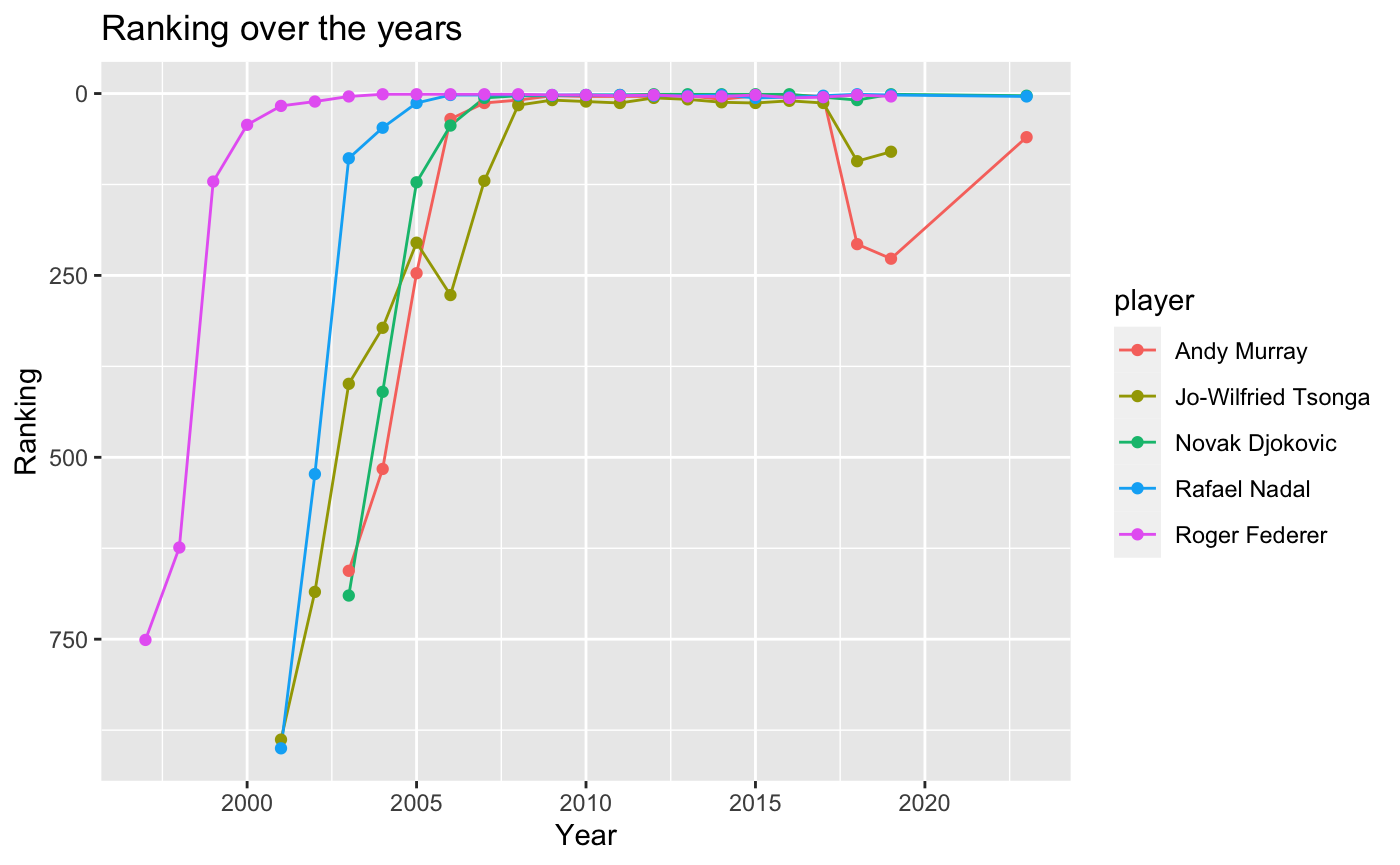 Ranking over the years
0
250
500
750
Ranking
2000
2005
2010
2015
2020
Year
player
Andy Murray
Jo-Wilfried Tsonga
Novak Djokovic
Rafael Nadal
Roger Federer